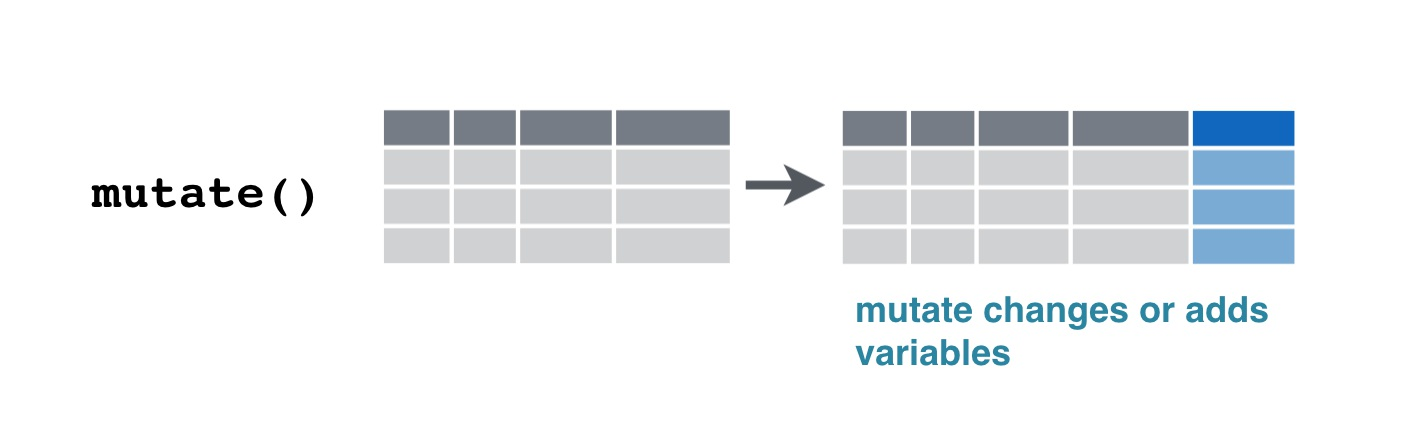 mutate()
mutate changes or adds
variables